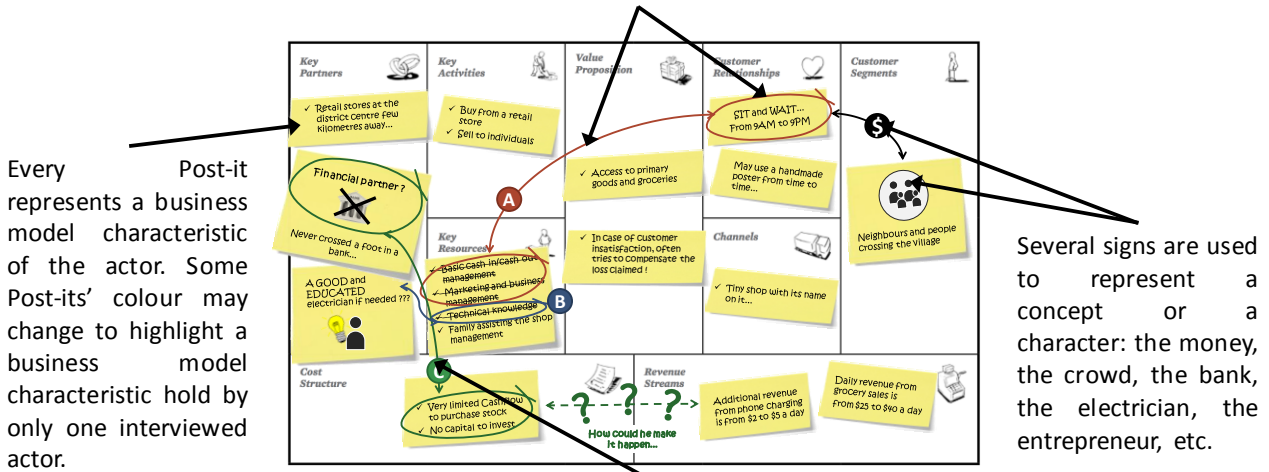 Every Post-it
represents a business
model characteristic
of the actor. Some
Post-its’ colour may
change to highlight a
business model
characteristic hold by
only one interviewed
actor.
Key
Partners
✓ Retail stores at the
district centre few
kilometres away...
Financial partner ?
Never crossed a foot in a
bank...
A GOOD and
EDUCATED
electrician if needed ???
Key
Activities
✓ Buy from a retail
store
✓ Sell to individuals
Key
Resources
✓ Basic cash-in/cash-out
management
✓ Marketing and business
management
✓ Technical knowledge
✓ Family assisting the shop
management
A
B
C
Value
Proposition
✓ Access to primary
goods and groceries
✓ In case of customer
insatisfaction, often
tries to compensate the
loss claimed !
Customer
Relationships
SIT and WAIT...
From 9AM to 9PM
May use a handmade
poster from time to
time...
Channels
✓ Tiny shop with its name
on it...
Customer
Segments
$
Neighbours and people
crossing the village
Cost
Structure
✓ Very limited Cashflow
to purchase stock
✓ No capital to invest
? ? ?
How could he make
it happen...
Revenue
Streams
Additional revenue
from phone charging
is from $2 to $5 a day
Daily revenue from
grocery sales is
from $25 to $40 a day
Several signs are used
to represent a
concept or a
character: the money,
the crowd, the bank,
the electrician, the
entrepreneur, etc.